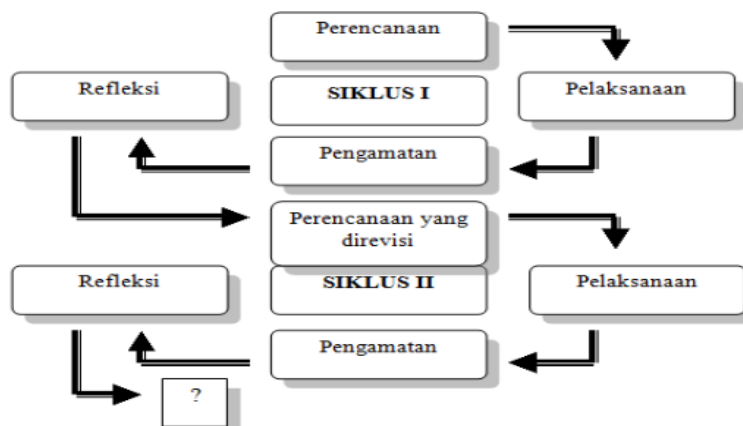 Perencanaan
Refleksi
SIKLUS I
Pelaksanaan
Pengamatan
Perencanaan yang
direvisi
Refleksi
SIKLUS II
Pelaksanaan
Pengamatan
?